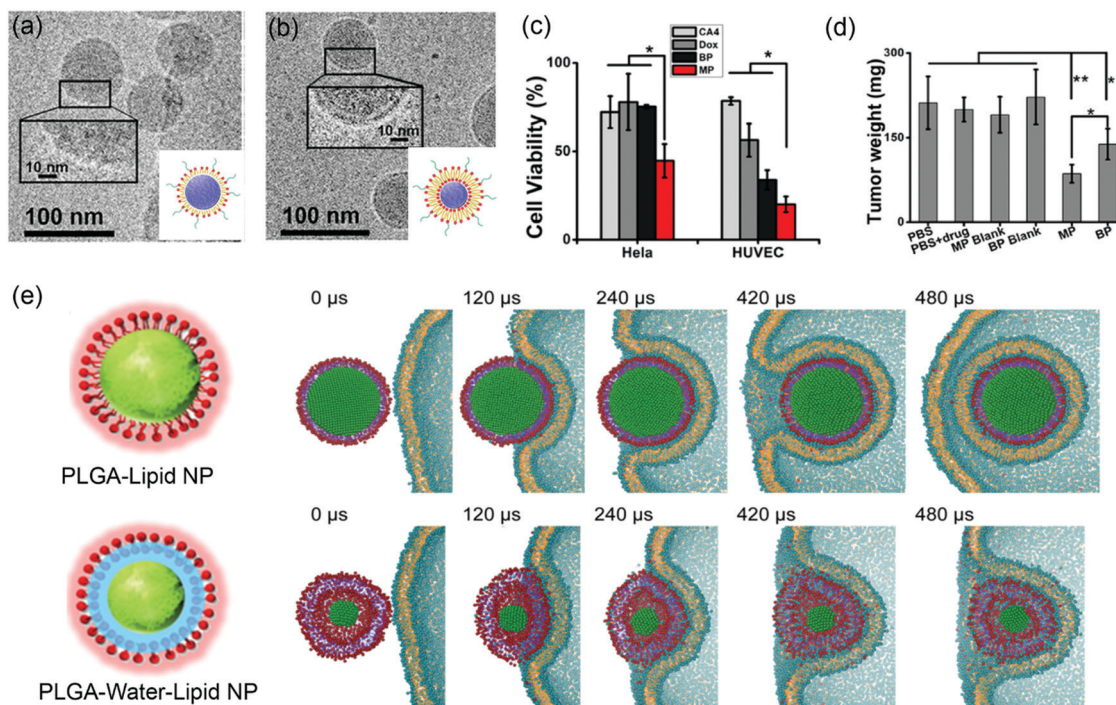 (a)
10 nm
100 nm
(b)
10 nm
100 nm
(c)
Cell Viability (%)
100
50
0
CA4
Dox
BP
MP
*
*
Hela
HUVEC
(d)
Tumor weight (mg)
300
200
100
0
**
*
*
PBS
PBS+drug
MP Blank
BP Blank
MP
BP
(e)
PLGA-Lipid NP
0 µs
120 µs
240 µs
420 µs
480 µs
PLGA-Water-Lipid NP
0 µs
120 µs
240 µs
420 µs
480 µs